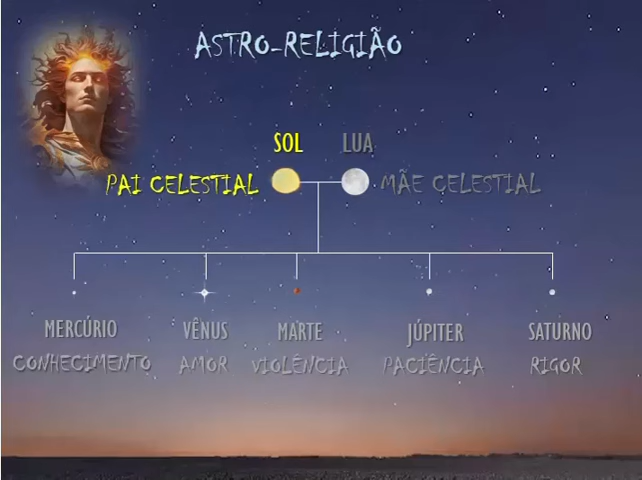 ASTRO-RELIGIÃO
SOL LUA
PAI CELESTIAL MÃE CELESTIAL
MERCÚRIO VÊNUS MARTE JÚPITER SATURNO
CONHECIMENTO AMOR VIOLÊNCIA PACIÊNCIA RIGOR